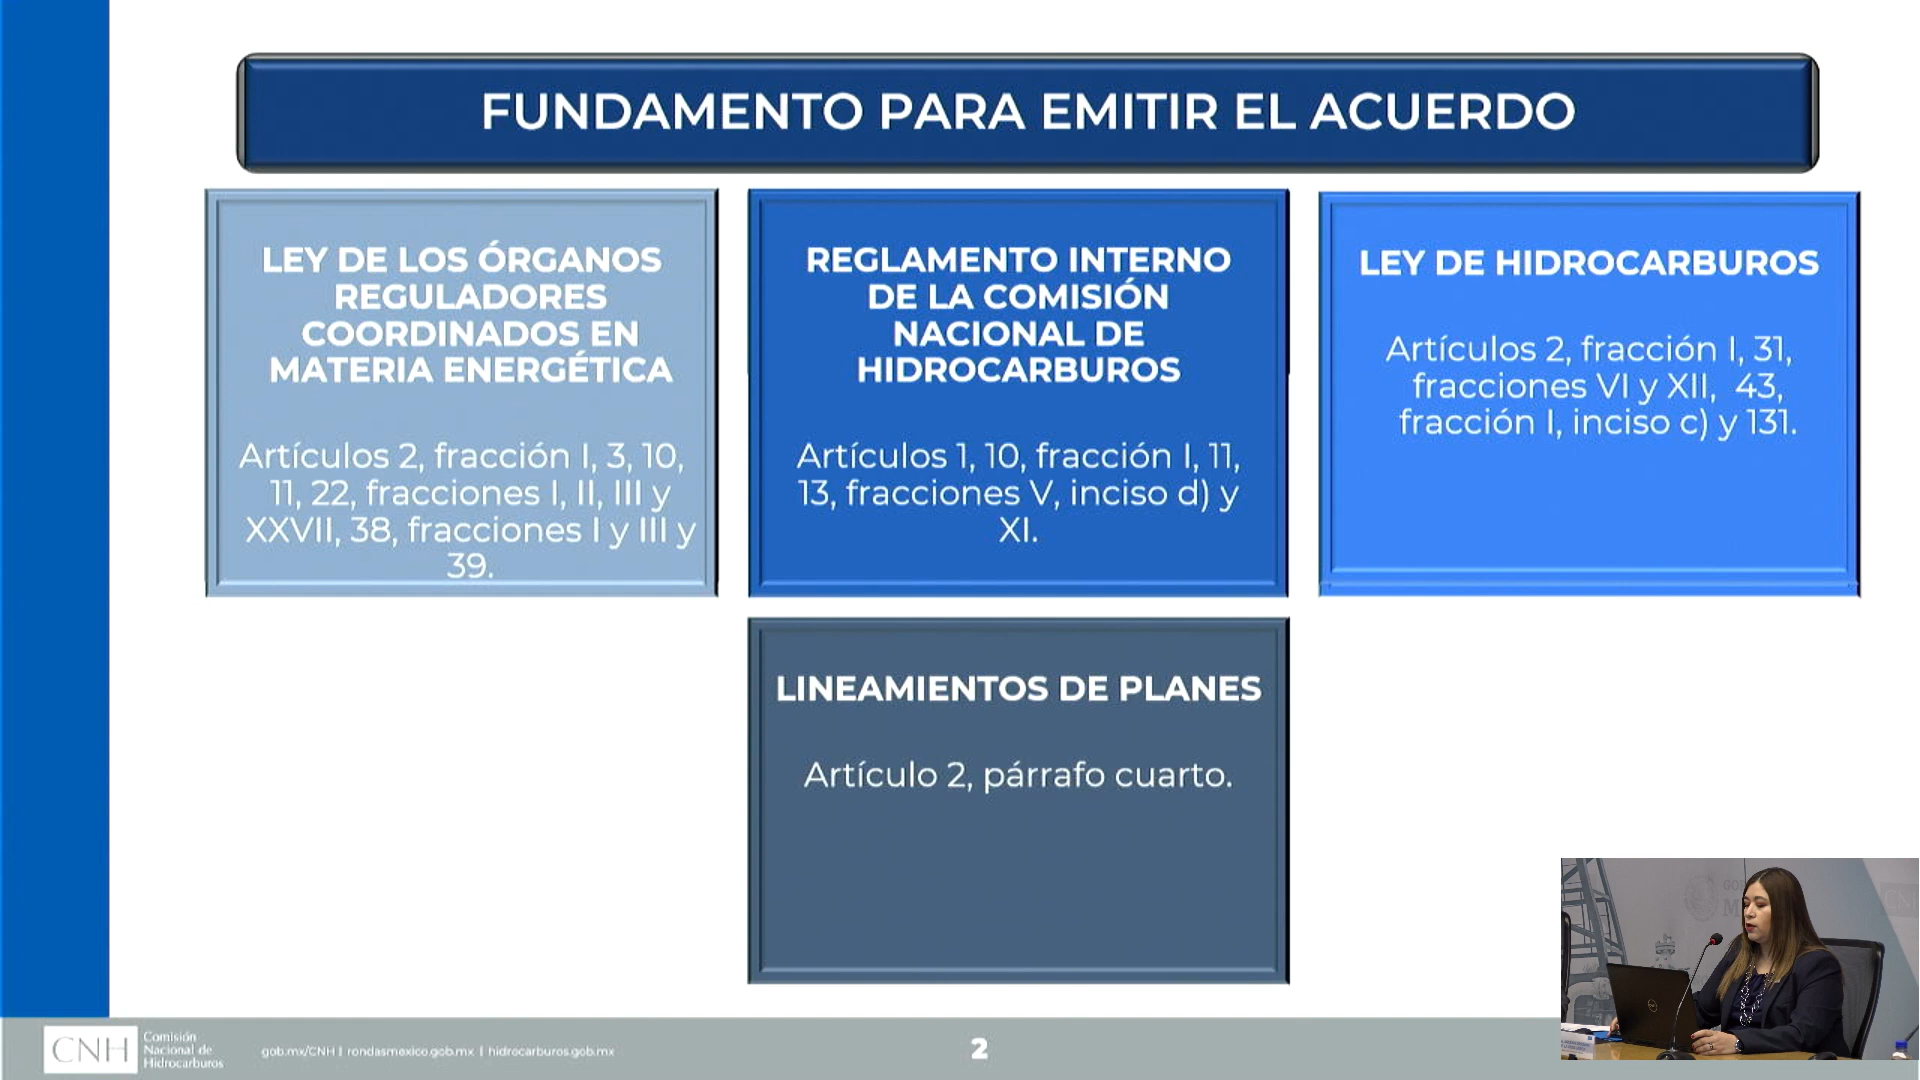 FUNDAMENTO PARA EMITIR EL ACUERDO
LEY DE LOS ÓRGANOS
REGULADORES
COORDINADOS EN
MATERIA ENERGÉTICA
Artículos 2, fracción I, 3, 10,
11, 22, fracciones I, II, III y
XXVII, 38, fracciones I y III y
39.
REGLAMENTO INTERNO
DE LA COMISIÓN
NACIONAL DE
HIDROCARBUROS
Artículos 1, 10, fracción I, 11,
13, fracciones V, inciso d) y
XI.
LEY DE HIDROCARBUROS
Artículos 2, fracción I, 31,
fracciones VI y XII, 43,
fracción I, inciso c) y 131.
LINEAMIENTOS DE PLANES
Artículo 2, párrafo cuarto.
CNH
Comisión
Nacional de
Hidrocarburos
gob.mx/CNH | rondasmexico.gob.mx | hidrocarburos.gob.mx
2